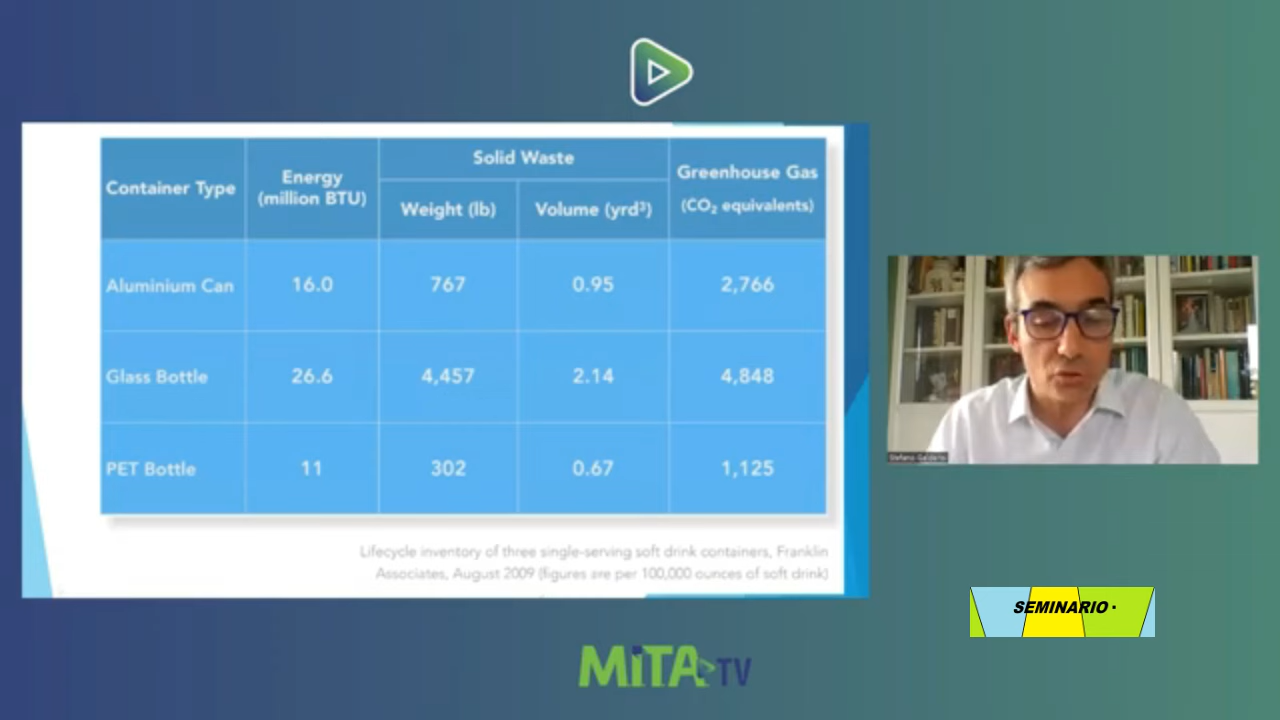 Container Type
Energy
(million BTU)
Solid Waste
Weight (lb)
Volume (yrd³)
Greenhouse Gas
(CO₂ equivalents)
Aluminium Can 16.0 767 0.95 2,766
Glass Bottle 26.6 4,457 2.14 4,848
PET Bottle 11 302 0.67 1,125
Lifecycle inventory of three single-serving soft drink containers, Franklin
Associates, August 2009 (figures are per 100,000 ounces of soft drink)
SEMINARIO ·
MiTA TV